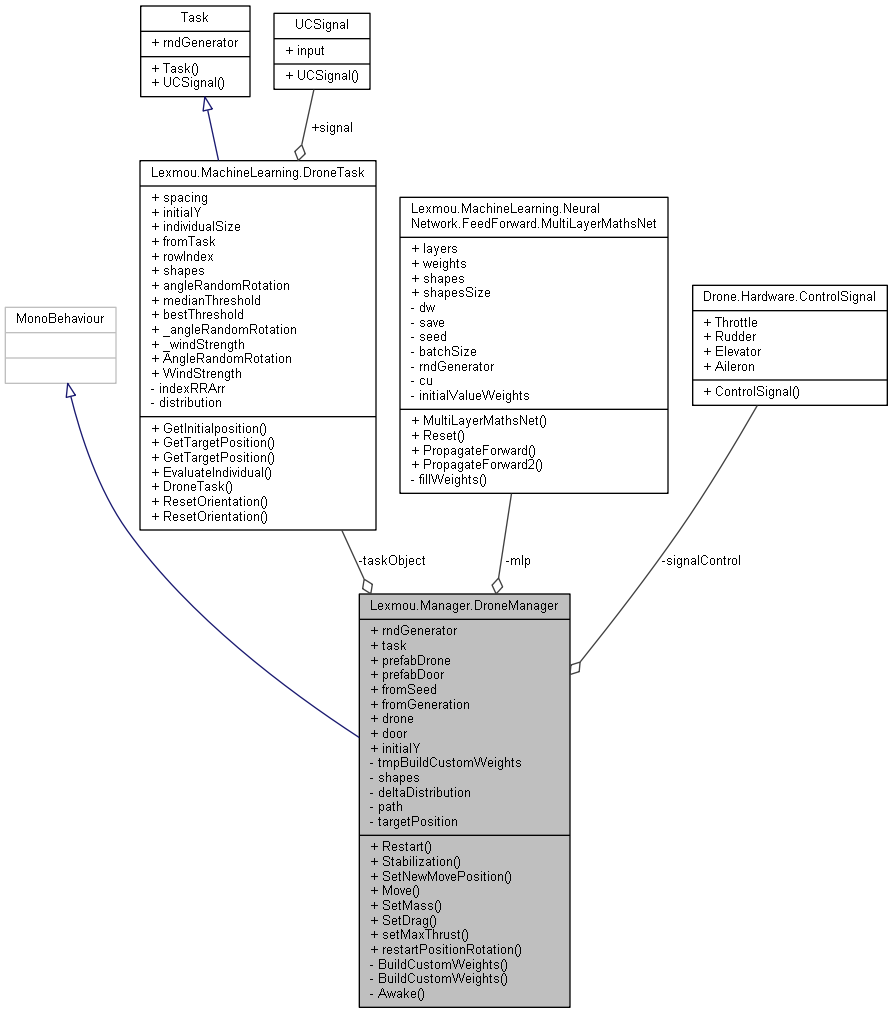 Task
+ rndGenerator
+ Task()
+ UCSignal()
UCSignal
+ input
+ UCSignal()
+signal
Lexmou.MachineLearning.DroneTask
+ spacing
+ initialY
+ individualSize
+ fromTask
+ rowIndex
+ shapes
+ angleRandomRotation
+ medianThreshold
+ bestThreshold
+ _angleRandomRotation
+ _windStrength
+ AngleRandomRotation
+ WindStrength
- indexRRArr
- distribution
+ GetInitialposition()
+ GetTargetPosition()
+ GetTargetPosition()
+ EvaluateIndividual()
+ DroneTask()
+ ResetOrientation()
+ ResetOrientation()
Lexmou.MachineLearning.Neural
Network.FeedForward.MultiLayerMathsNet
+ layers
+ weights
+ shapes
+ shapesSize
- dw
- save
- seed
- batchSize
- rndGenerator
- cu
- initialValueWeights
+ MultiLayerMathsNet()
+ Reset()
+ PropagateForward()
+ PropagateForward2()
- fillWeights()
Drone.Hardware.ControlSignal
+ Throttle
+ Rudder
+ Elevator
+ Aileron
+ ControlSignal()
MonoBehaviour
-taskObject
-mlp
-signalControl
Lexmou.Manager.DroneManager
+ rndGenerator
+ task
+ prefabDrone
+ prefabDoor
+ fromSeed
+ fromGeneration
+ drone
+ door
+ initialY
- tmpBuildCustomWeights
- shapes
- deltaDistribution
- path
- targetPosition
+ Restart()
+ Stabilization()
+ SetNewMovePosition()
+ Move()
+ SetMass()
+ SetDrag()
+ setMaxThrust()
+ restartPositionRotation()
- BuildCustomWeights()
- BuildCustomWeights()
- Awake()